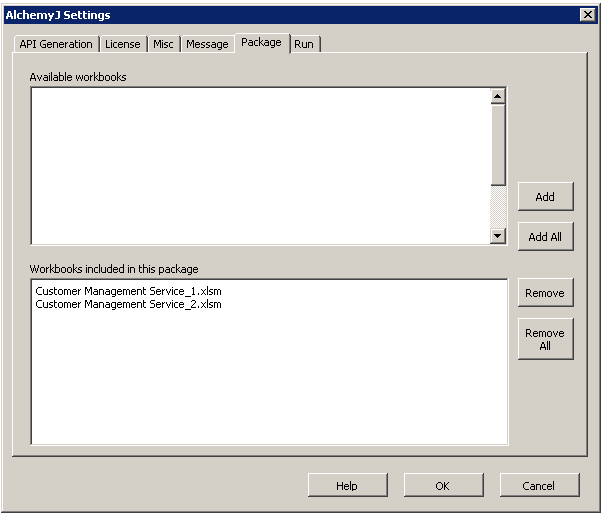 AlchemyJ Settings
API Generation License Misc Message Package Run
Available workbooks
Add
Add All
Workbooks included in this package
Customer Management Service_1.xlsm
Customer Management Service_2.xlsm
Remove
Remove
All
Help OK Cancel